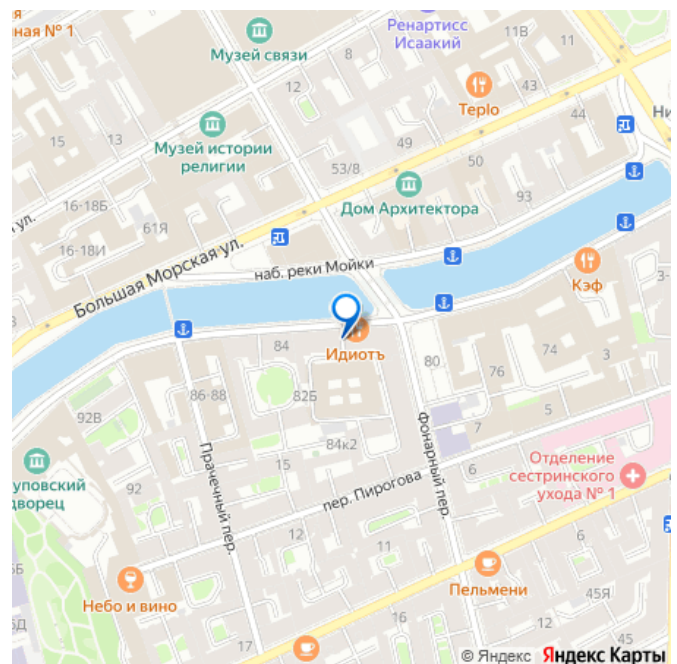 ная № 1
Ренартисс
Исаакий
11В
11
Музей связи
8
12
43
Teplo
44
Ни
15
13
Музей истории
религии
49
50
53/8
93
Дом Архитектора
16-18Б
61Я
ул.
16-18И
Большая Морская ул.
наб. реки Мойки
Кэф
3-
84
Идиотъ
80
74
76
86-88
82Б
5
92В
Фонарный пер.
7
84к2
Прачечный пер.
15
6
Отделение
сестринского
ухода № 1
уповский
дворец
92
пер. Пирогова
12
11
6
12
Небо и вино
Пельмени
45Я
16
17
11
© Яндекс Яндекс Карты